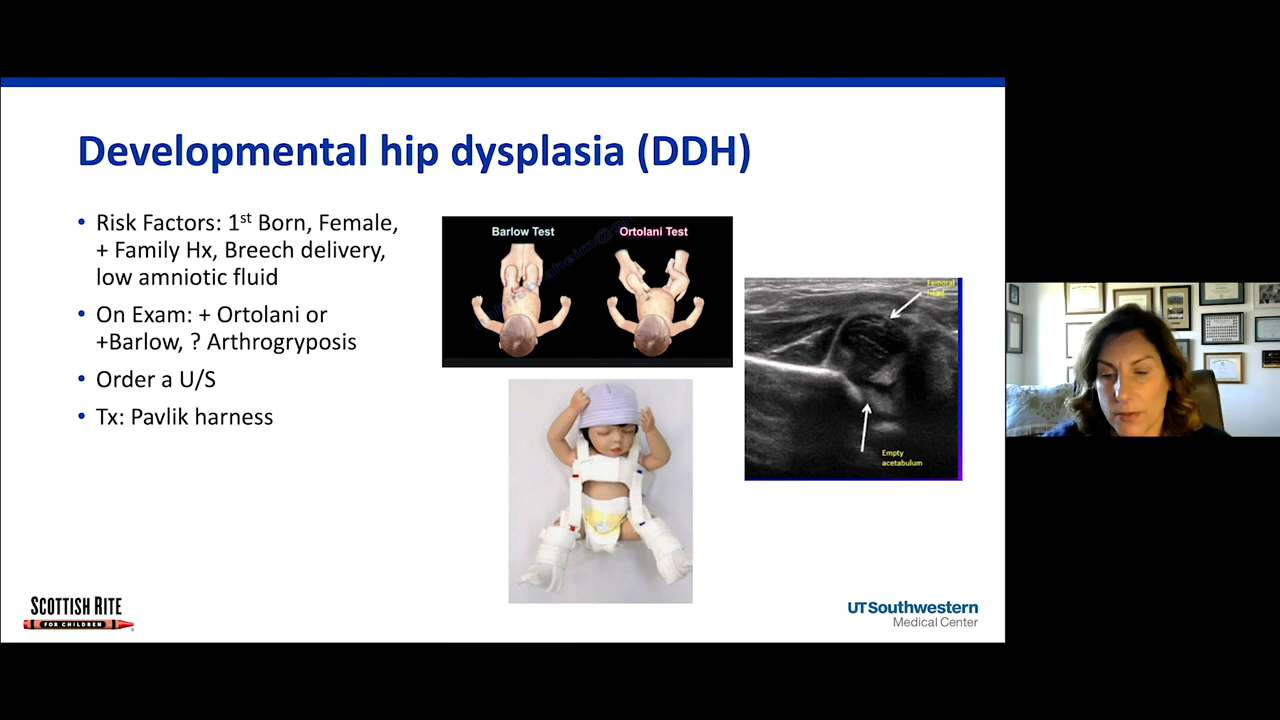 Developmental hip dysplasia (DDH)
• Risk Factors: 1st Born, Female,
+ Family Hx, Breech delivery,
low amniotic fluid
• On Exam: + Ortolani or
+Barlow, ? Arthrogryposis
• Order a U/S
• Tx: Pavlik harness
Barlow Test
Ortolani Test
Femoral
head
Empty
acetabulum
SCOTTISH RITE
FOR CHILDREN
UTSouthwestern
Medical Center